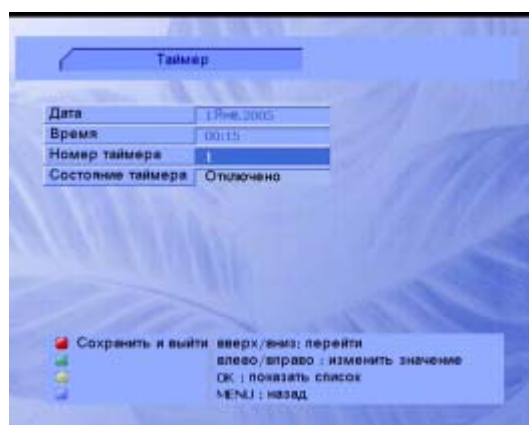 Таймер
Дата 1 Янв, 2005
Время 00:15
Номер таймера 1
Состояние таймера Отключено
Сохранить и выйти вверх/вниз: перейти
влево/вправо : изменить значение
OK : показать список
MENU : назад